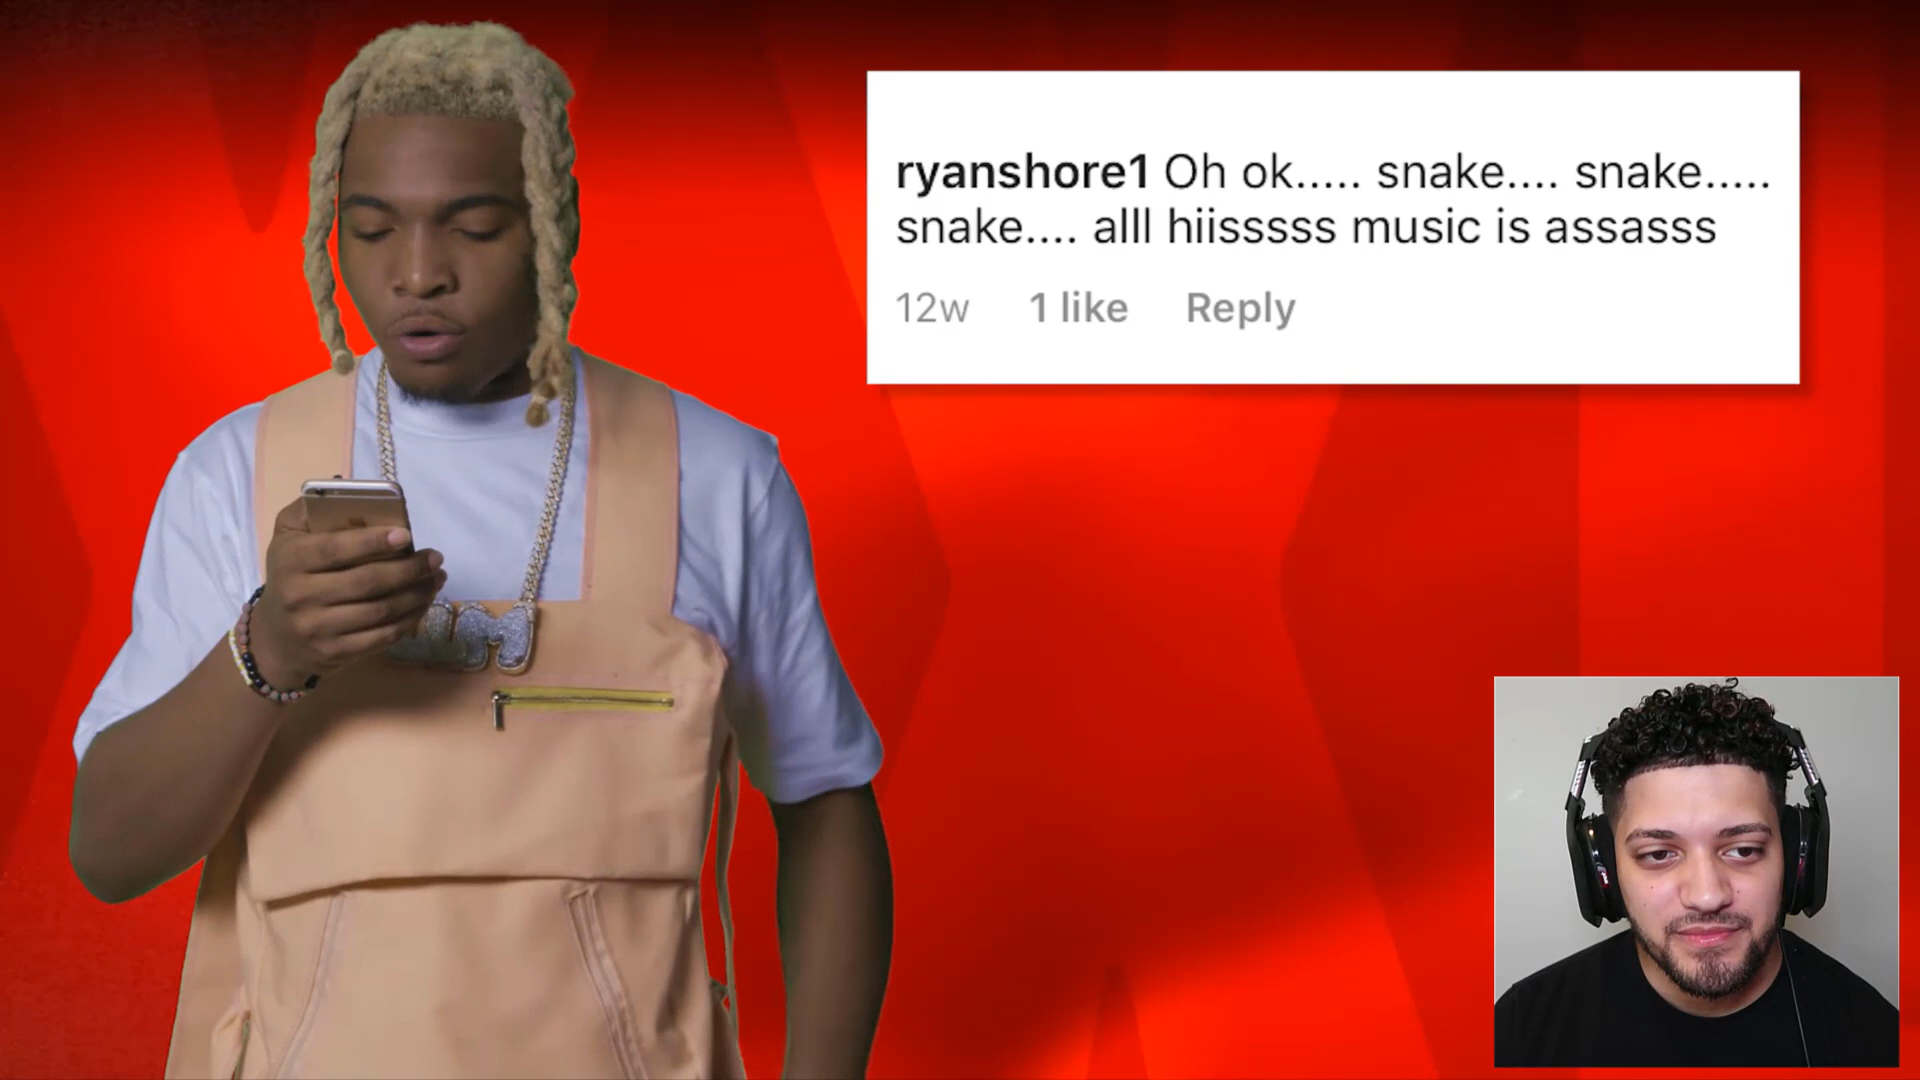 ryanshore1 Oh ok..... snake.... snake.....
snake.... alll hiisssss music is assasss
12w 1 like Reply